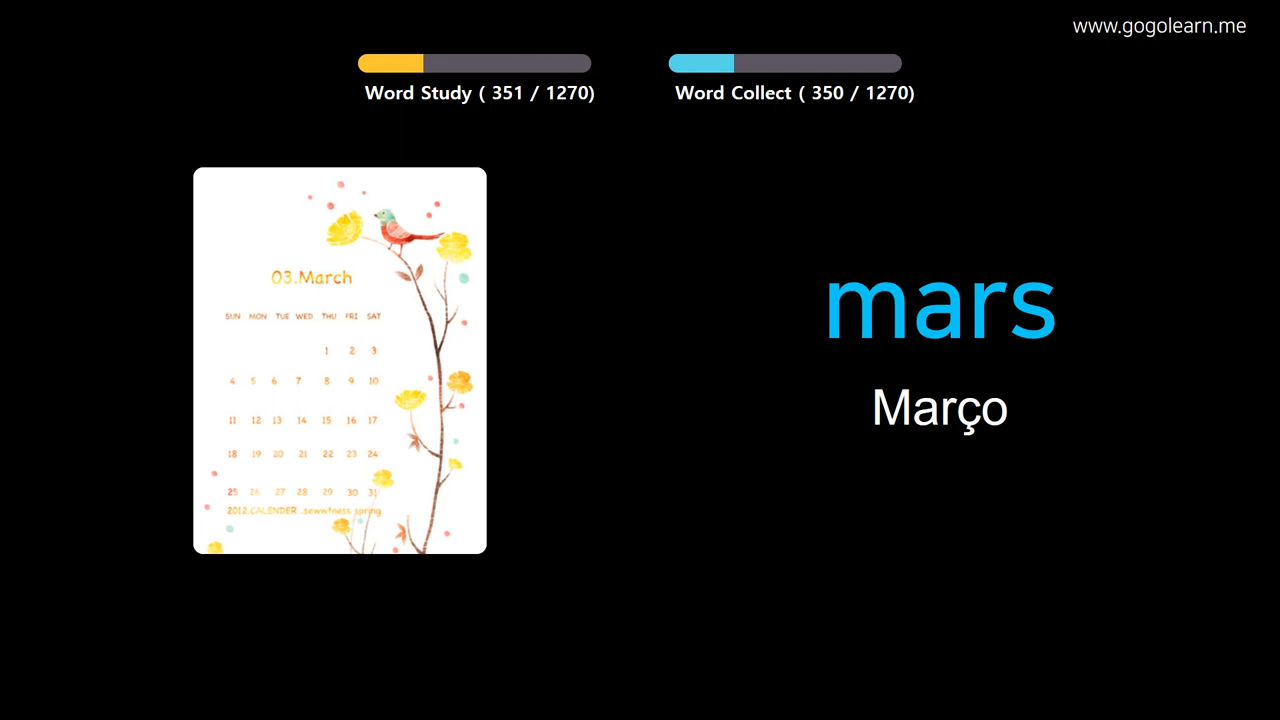 www.gogolearn.me
Word Study ( 351 / 1270)
Word Collect ( 350 / 1270)
03.March
SUN MON TUE WED THU FRI SAT
1 2 3
4 5 6 7 8 9 10
11 12 13 14 15 16 17
18 19 20 21 22 23 24
25 26 27 28 29 30 31
2012.CALENDER .sewwtness spring
mars
Março